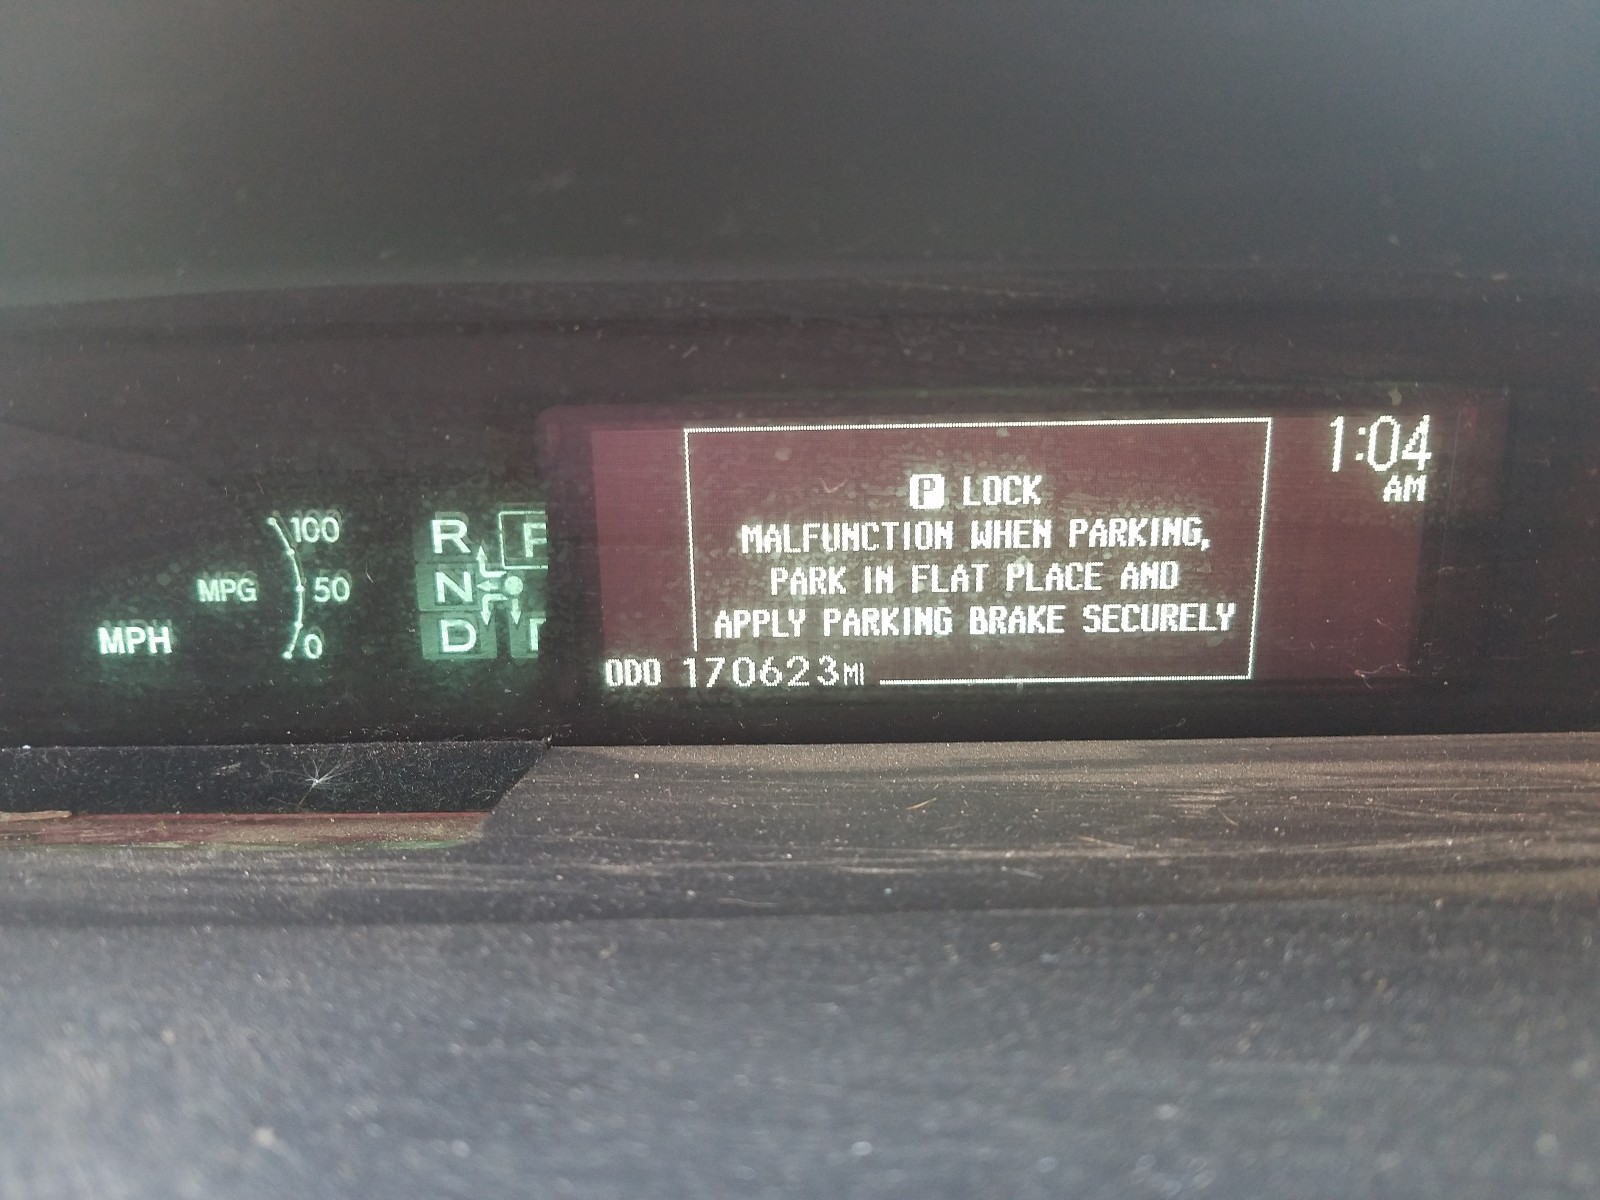 1:04
AM
P LOCK
MALFUNCTION WHEN PARKING,
PARK IN FLAT PLACE AND
APPLY PARKING BRAKE SECURELY
ODO 170623MI
MPH
MPG
100
50
0
R
N
D